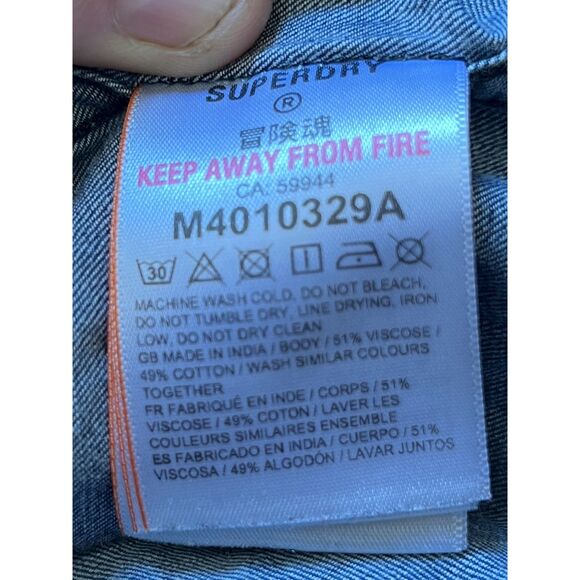 SUPERDRY
®
冒険魂
KEEP AWAY FROM FIRE
CA: 59944
M4010329A
30
MACHINE WASH COLD, DO NOT BLEACH,
DO NOT TUMBLE DRY, LINE DRYING, IRON
LOW, DO NOT DRY CLEAN
GB MADE IN INDIA / BODY / 51% VISCOSE /
49% COTTON / WASH SIMILAR COLOURS
TOGETHER
FR FABRIQUÉ EN INDE / CORPS / 51%
VISCOSE / 49% COTON / LAVER LES
COULEURS SIMILAIRES ENSEMBLE
ES FABRICADO EN INDIA / CUERPO / 51%
VISCOSA / 49% ALGODÓN / LAVAR JUNTOS